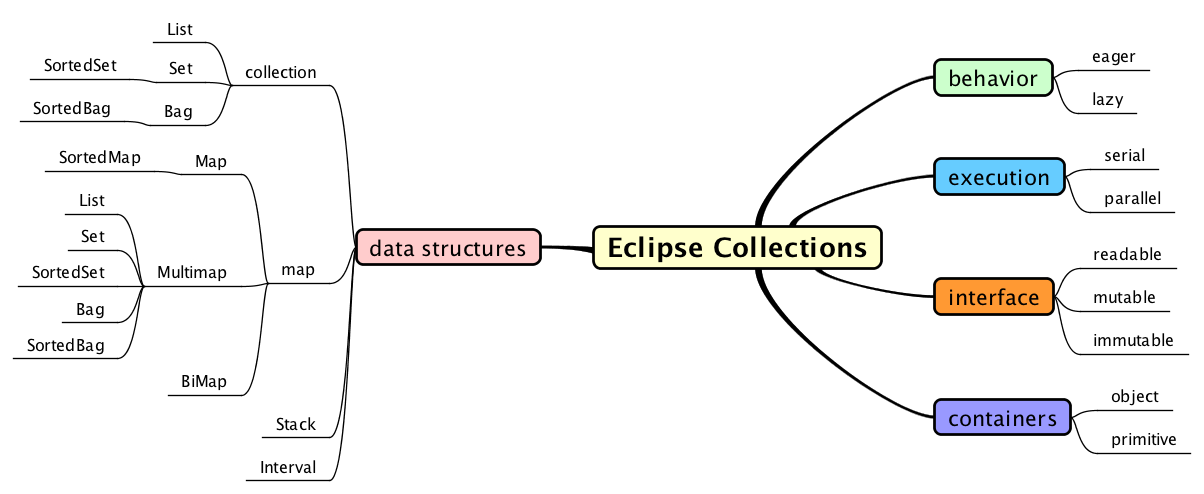 Eclipse Collections
data structures
collection
List
Set
SortedSet
Bag
SortedBag
map
Map
SortedMap
Multimap
List
Set
SortedSet
Bag
SortedBag
BiMap
Stack
Interval
behavior
eager
lazy
execution
serial
parallel
interface
readable
mutable
immutable
containers
object
primitive